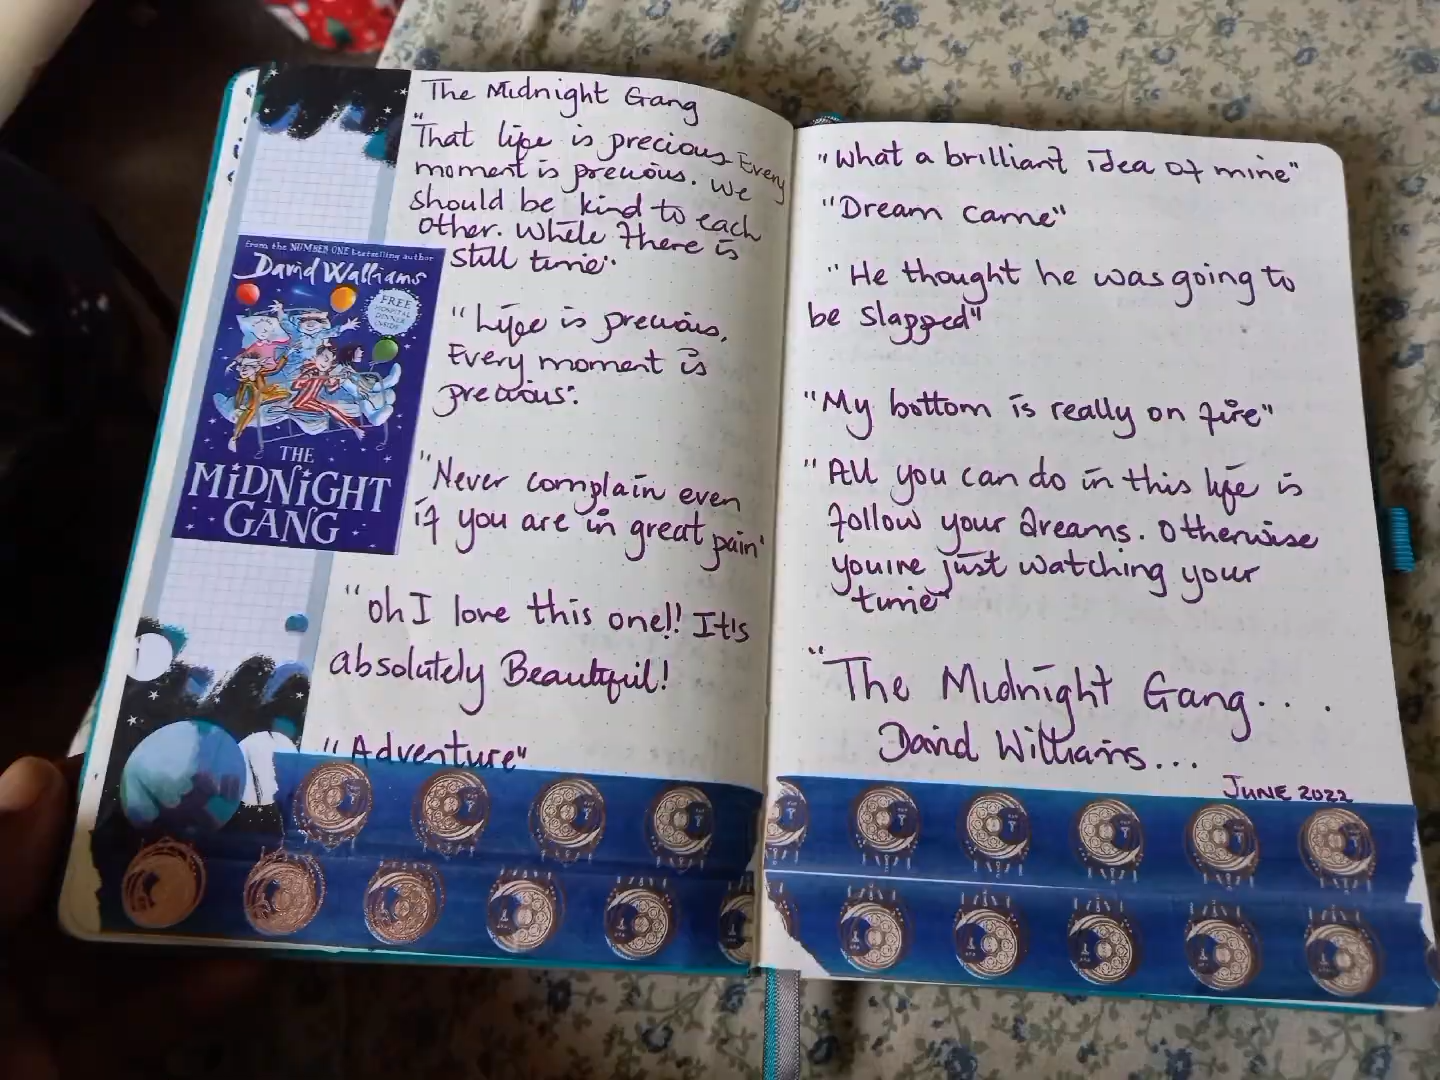 The Midnight Gang
"That life is precious Every
moment is precious. We
should be kind to each
other. While there is
still time"
"Life is precious,
Every moment is
precious".
"Never complain even
if you are in great pain"
"oh I love this one!! It's
absolutely Beautiful!
"Adventure"
from the NUMBER ONE bestselling author
David Walliams
FREE
HOSPITAL
DINNER
INSIDE
THE
MiDNiGHT
GANG
"What a brilliant idea of mine"
"Dream came"
"He thought he was going to
be slapped"
"My bottom is really on fire"
"All you can do in this life is
follow your dreams. Otherwise
you're just watching your
time"
"The Midnight Gang....
David Williams...
JUNE 2022